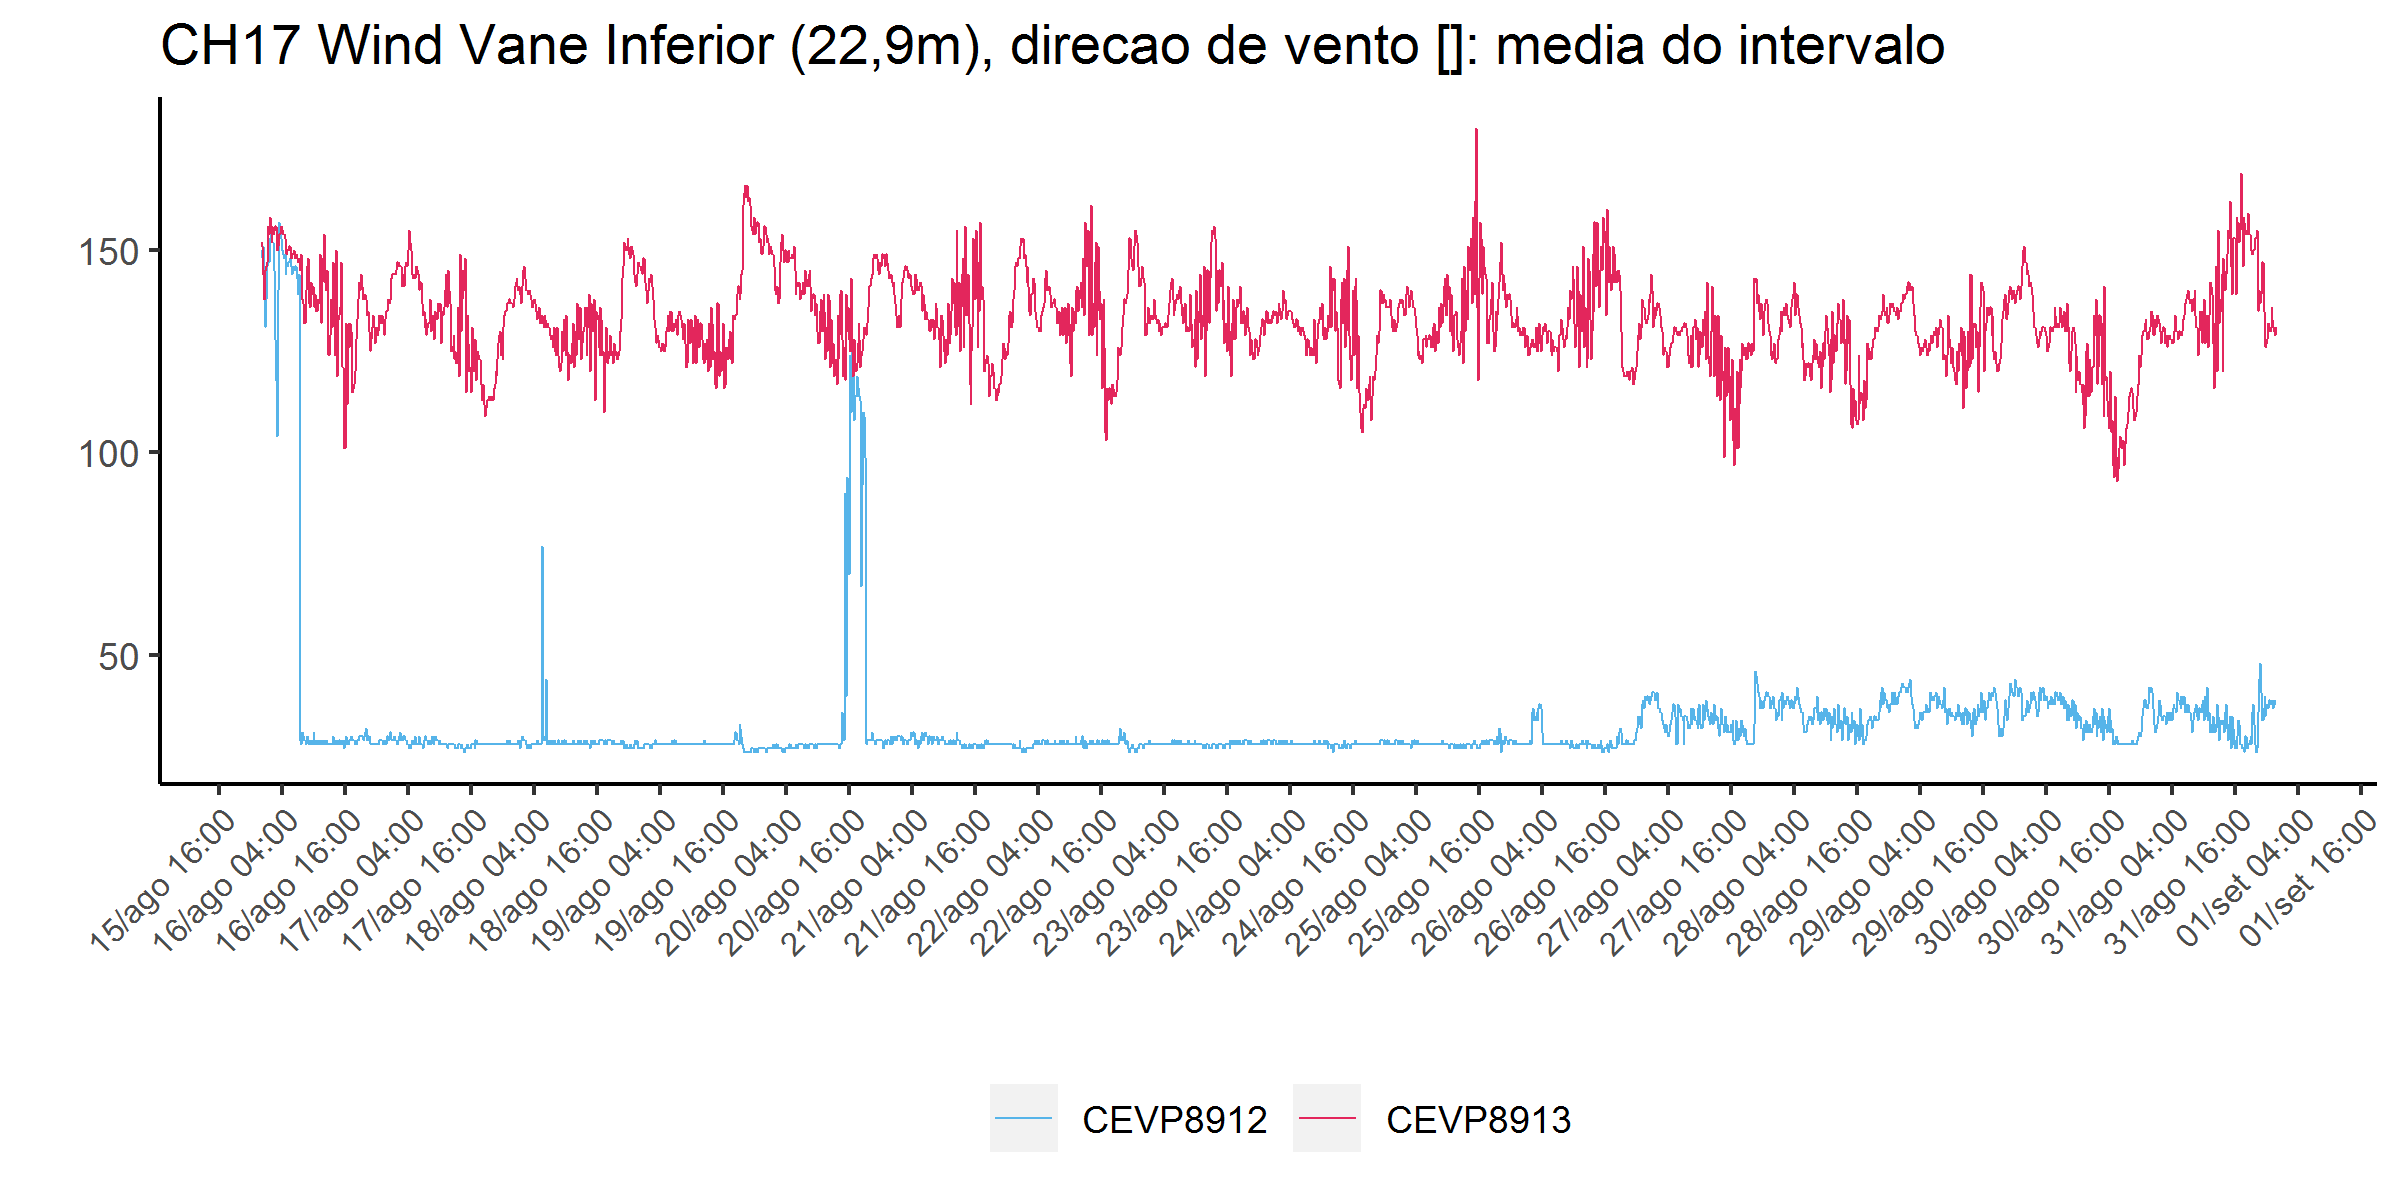 CH17 Wind Vane Inferior (22,9m), direcao de vento []: media do intervalo
150
100
50
15/ago 16:00
16/ago 04:00
16/ago 16:00
17/ago 04:00
17/ago 16:00
18/ago 04:00
18/ago 16:00
19/ago 04:00
19/ago 16:00
20/ago 04:00
20/ago 16:00
21/ago 04:00
21/ago 16:00
22/ago 04:00
22/ago 16:00
23/ago 04:00
23/ago 16:00
24/ago 04:00
24/ago 16:00
25/ago 04:00
25/ago 16:00
26/ago 04:00
26/ago 16:00
27/ago 04:00
27/ago 16:00
28/ago 04:00
28/ago 16:00
29/ago 04:00
29/ago 16:00
30/ago 04:00
30/ago 16:00
31/ago 04:00
31/ago 16:00
01/set 04:00
01/set 16:00
CEVP8912 CEVP8913